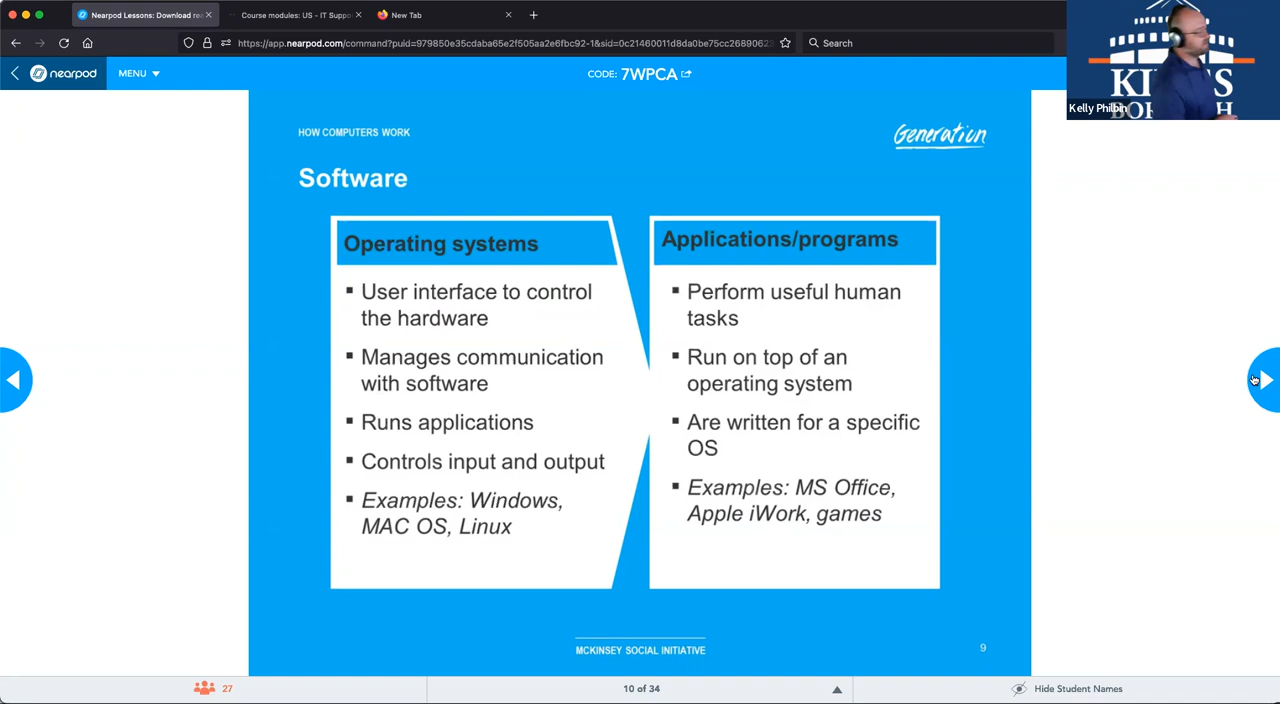 Nearpod Lessons: Download re
Course modules: US - IT Suppo
New Tab
https://app.nearpod.com/command?puid=979850e35cdaba65e2f505aa2e6fbc92-1&sid=0c21460011d8da0be75cc26890623
Search
nearpod
MENU
CODE: 7WPCA
Kelly Philbin
HOW COMPUTERS WORK
Generation
Software
Operating systems
▪ User interface to control
the hardware
▪ Manages communication
with software
▪ Runs applications
▪ Controls input and output
▪ Examples: Windows,
MAC OS, Linux
Applications/programs
▪ Perform useful human
tasks
▪ Run on top of an
operating system
▪ Are written for a specific
OS
▪ Examples: MS Office,
Apple iWork, games
MCKINSEY SOCIAL INITIATIVE
9
27
10 of 34
Hide Student Names